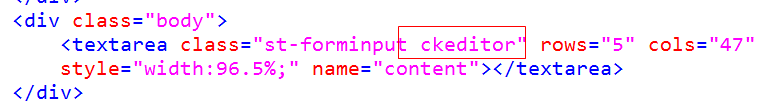 <div class="body">
<textarea class="st-forminput ckeditor" rows="5" cols="47"
style="width:96.5%;" name="content"></textarea>
</div>